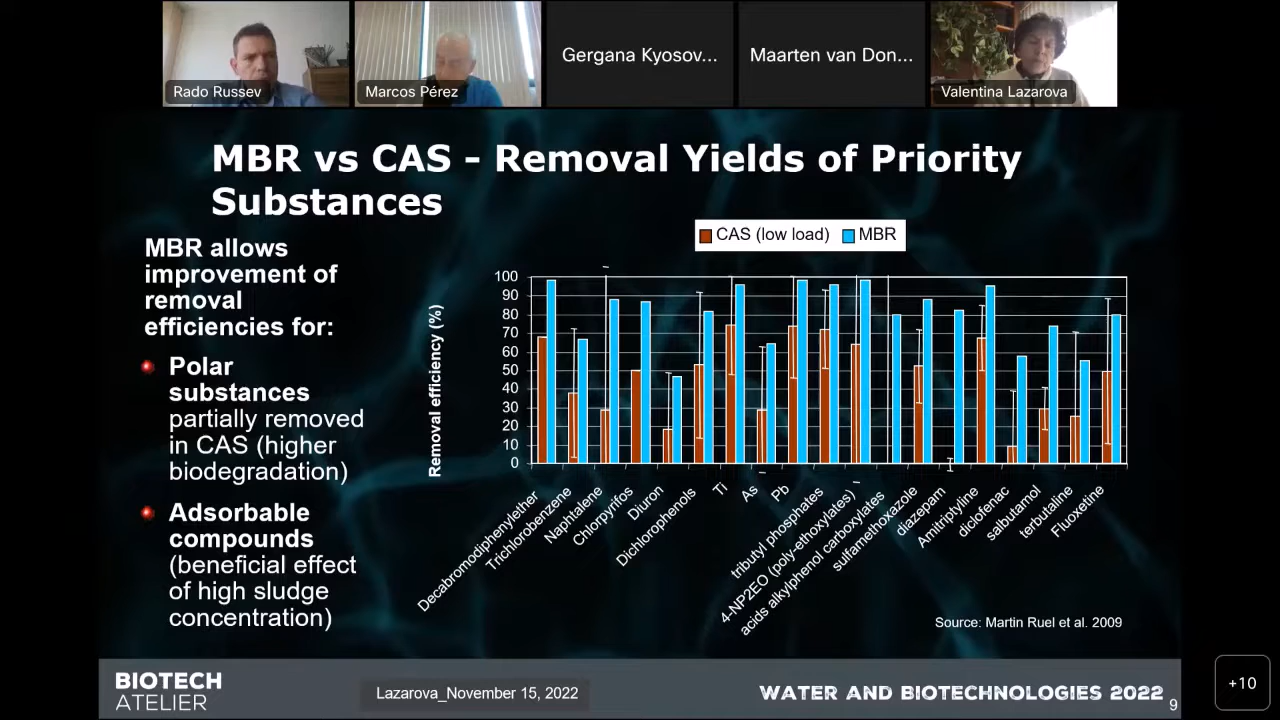 Rado Russev
Marcos Pérez
Gergana Kyosov...
Maarten van Don...
Valentina Lazarova
MBR vs CAS - Removal Yields of Priority
Substances
MBR allows
improvement of
removal
efficiencies for:
Polar
substances
partially removed
in CAS (higher
biodegradation)
Adsorbable
compounds
(beneficial effect
of high sludge
concentration)
CAS (low load) MBR
Removal efficiency (%)
100
90
80
70
60
50
40
30
20
10
0
Decabromodiphenylether
Trichlorobenzene
Naphtalene
Chlorpyrifos
Diuron
Dichlorophenols
Ti
As
Pb
tributyl phosphates
4-NP2EO (poly-ethoxylates)
acids alkylphenol carboxylates
sulfamethoxazole
diazepam
Amitriptyline
diclofenac
salbutamol
terbutaline
Fluoxetine
Source: Martin Ruel et al. 2009
BIOTECH
ATELIER
Lazarova_November 15, 2022
WATER AND BIOTECHNOLOGIES 2022
9
+10